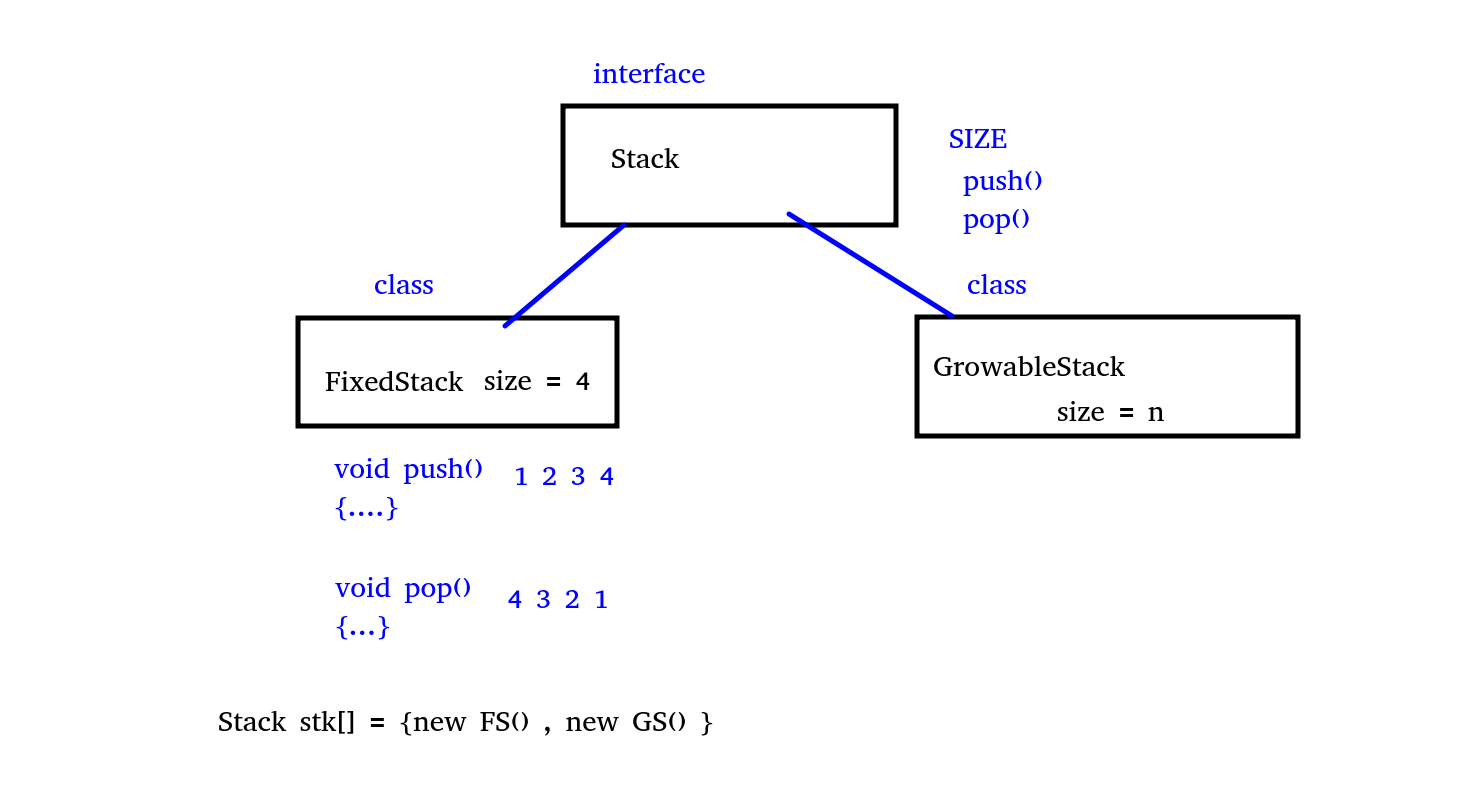 interface
Stack
SIZE
push()
pop()
class
class
FixedStack size = 4
GrowableStack
size = n
void push() 1 2 3 4
{....}
void pop() 4 3 2 1
{...}
Stack stk[] = {new FS() , new GS() }